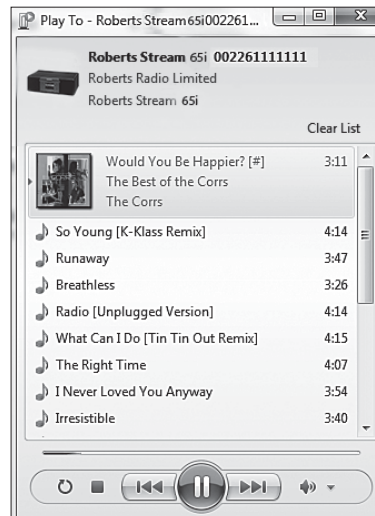 Play To - Roberts Stream65i002261...
Roberts Stream 65i 002261111111
Roberts Radio Limited
Roberts Stream 65i
Clear List
Would You Be Happier? [#] 3:11
The Best of the Corrs
The Corrs
So Young [K-Klass Remix] 4:14
Runaway 3:47
Breathless 3:26
Radio [Unplugged Version] 4:14
What Can I Do [Tin Tin Out Remix] 4:15
The Right Time 4:07
I Never Loved You Anyway 3:54
Irresistible 3:40